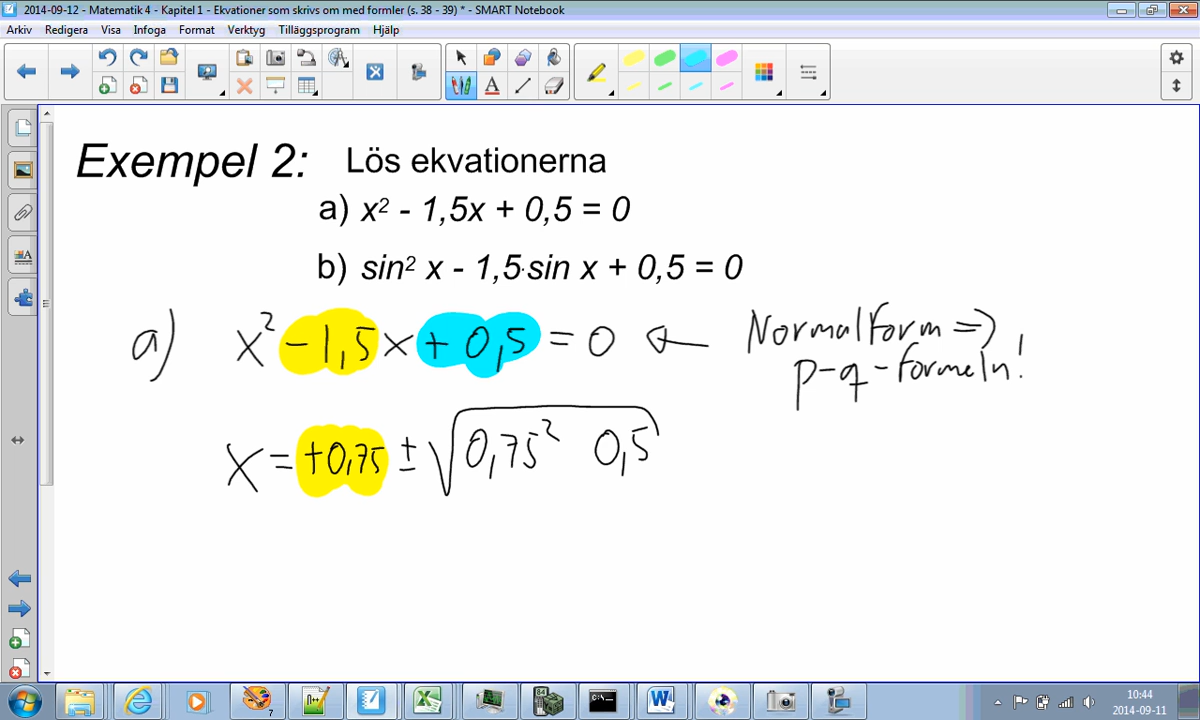 2014-09-12 - Matematik 4 - Kapitel 1 - Ekvationer som skrivs om med formler (s. 38 - 39) * - SMART Notebook
Arkiv Redigera Visa Infoga Format Verktyg Tilläggsprogram Hjälp
Exempel 2: Lös ekvationerna
a) x² - 1,5x + 0,5 = 0
b) sin² x - 1,5·sin x + 0,5 = 0
a) x² - 1,5x + 0,5 = 0 ← Normalform =>
p-q-formeln!
x = +0,75 ± √0,75² 0,5
10:44
2014-09-11